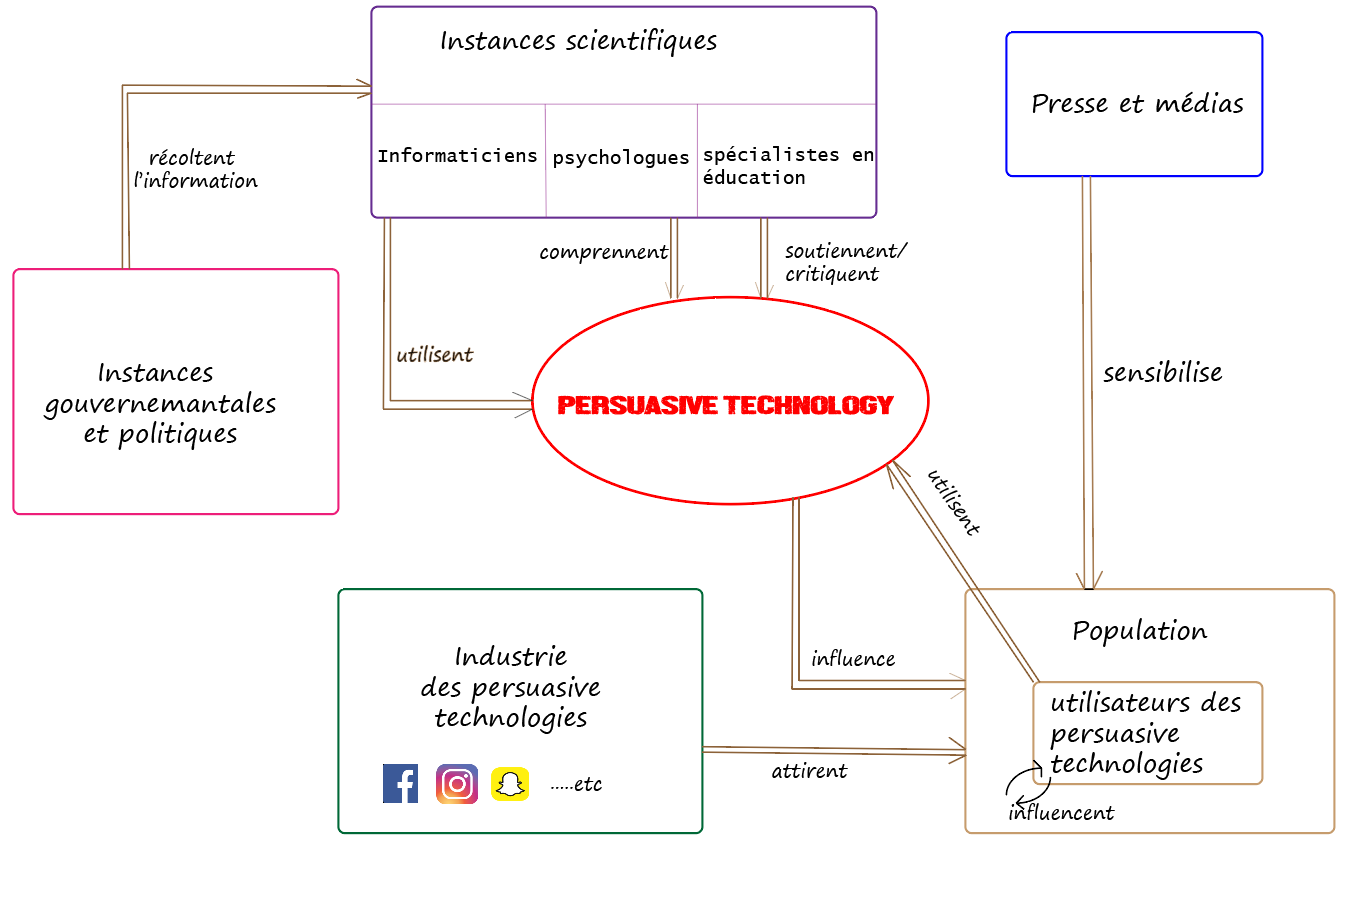 Instances scientifiques
Presse et médias
Informaticiens
psychologues
spécialistes en
éducation
récoltent
l'information
comprennent
soutiennent/
critiquent
utilisent
Instances
gouvernemantales
et politiques
PERSUASIVE TECHNOLOGY
sensibilise
utilisent
Population
influence
Industrie
des persuasive
technologies
.....etc
attirent
utilisateurs des
persuasive
technologies
influencent